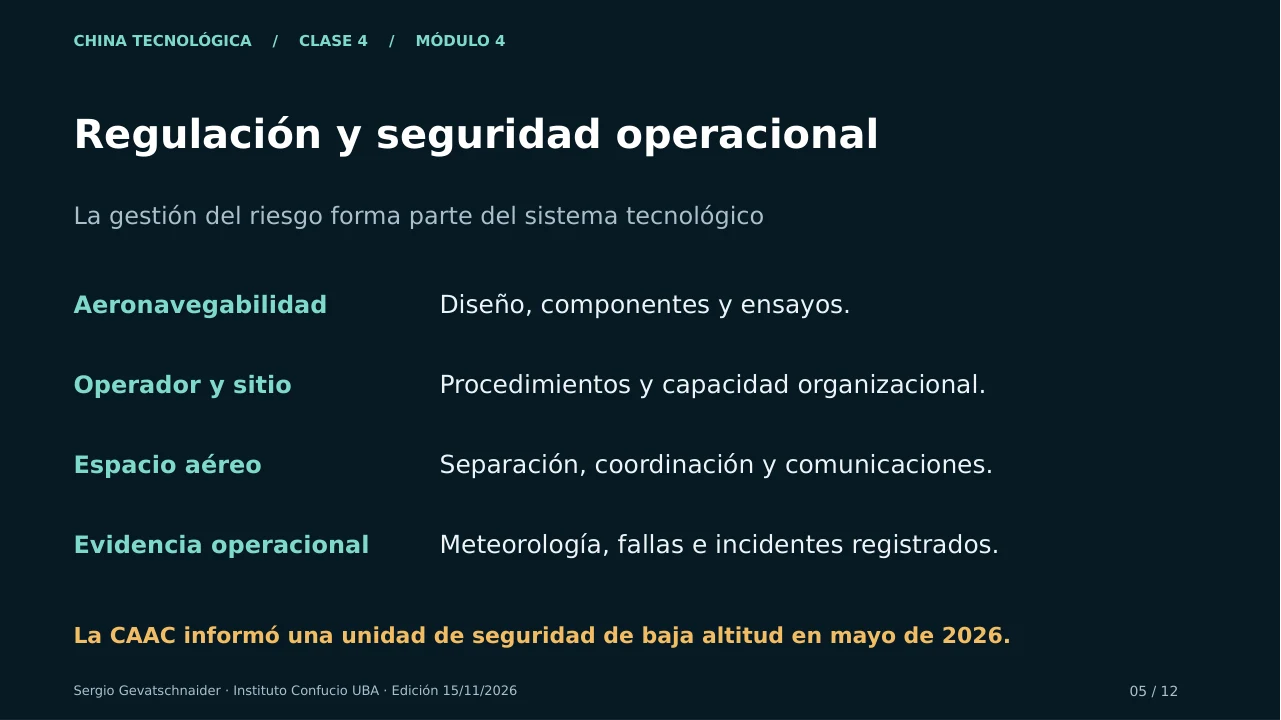 CHINA TECNOLÓGICA / CLASE 4 / MÓDULO 4
Regulación y seguridad operacional
La gestión del riesgo forma parte del sistema tecnológico
Aeronavegabilidad Diseño, componentes y ensayos.
Operador y sitio Procedimientos y capacidad organizacional.
Espacio aéreo Separación, coordinación y comunicaciones.
Evidencia operacional Meteorología, fallas e incidentes registrados.
La CAAC informó una unidad de seguridad de baja altitud en mayo de 2026.
Sergio Gevatschnaider · Instituto Confucio UBA · Edición 15/11/2026 05 / 12